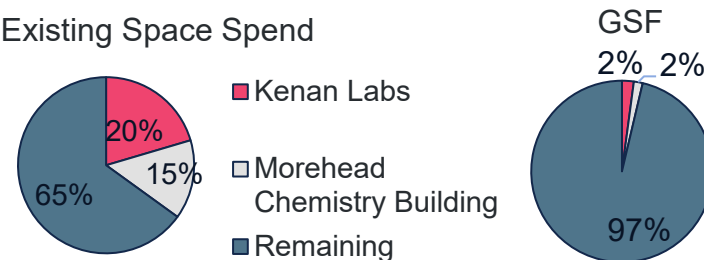 Existing Space Spend
20%
15%
65%
Kenan Labs
Morehead
Chemistry Building
Remaining
GSF
2% 2%
97%